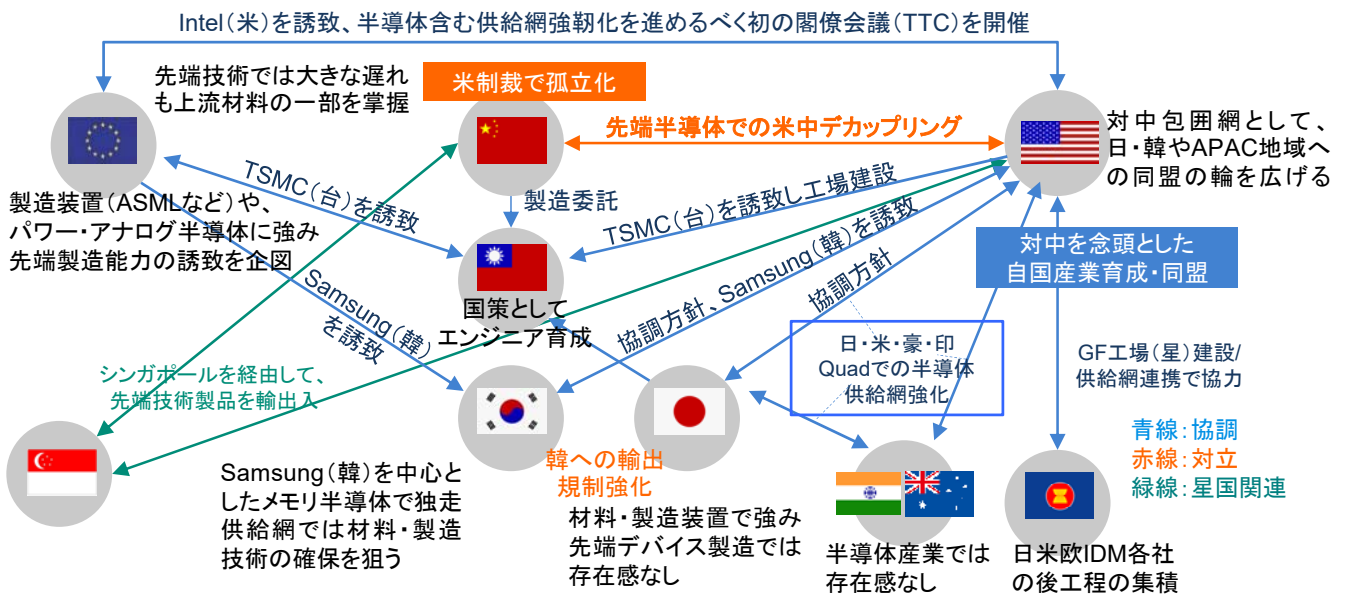 Intel(米)を誘致、半導体含む供給網強靭化を進めるべく初の閣僚会議(TTC)を開催
先端技術では大きな遅れ
も上流材料の一部を掌握
米制裁で孤立化
先端半導体での米中デカップリング
対中包囲網として、
日・韓やAPAC地域へ
の同盟の輪を広げる
製造装置(ASMLなど)や、
パワー・アナログ半導体に強み
先端製造能力の誘致を企図
TSMC(台)を誘致
製造委託
TSMC(台)を誘致し工場建設
対中を念頭とした
自国産業育成・同盟
国策として
エンジニア育成
Samsung(韓)
を誘致
協調方針、Samsung(韓)を誘致
協調方針
日・米・豪・印
Quadでの半導体
供給網強化
GF工場(星)建設/
供給網連携で協力
シンガポールを経由して、
先端技術製品を輸出入
青線:協調
赤線:対立
緑線:星国関連
Samsung(韓)を中心と
したメモリ半導体で独走
供給網では材料・製造
技術の確保を狙う
韓への輸出
規制強化
材料・製造装置で強み
先端デバイス製造では
存在感なし
半導体産業では
存在感なし
日米欧IDM各社
の後工程の集積